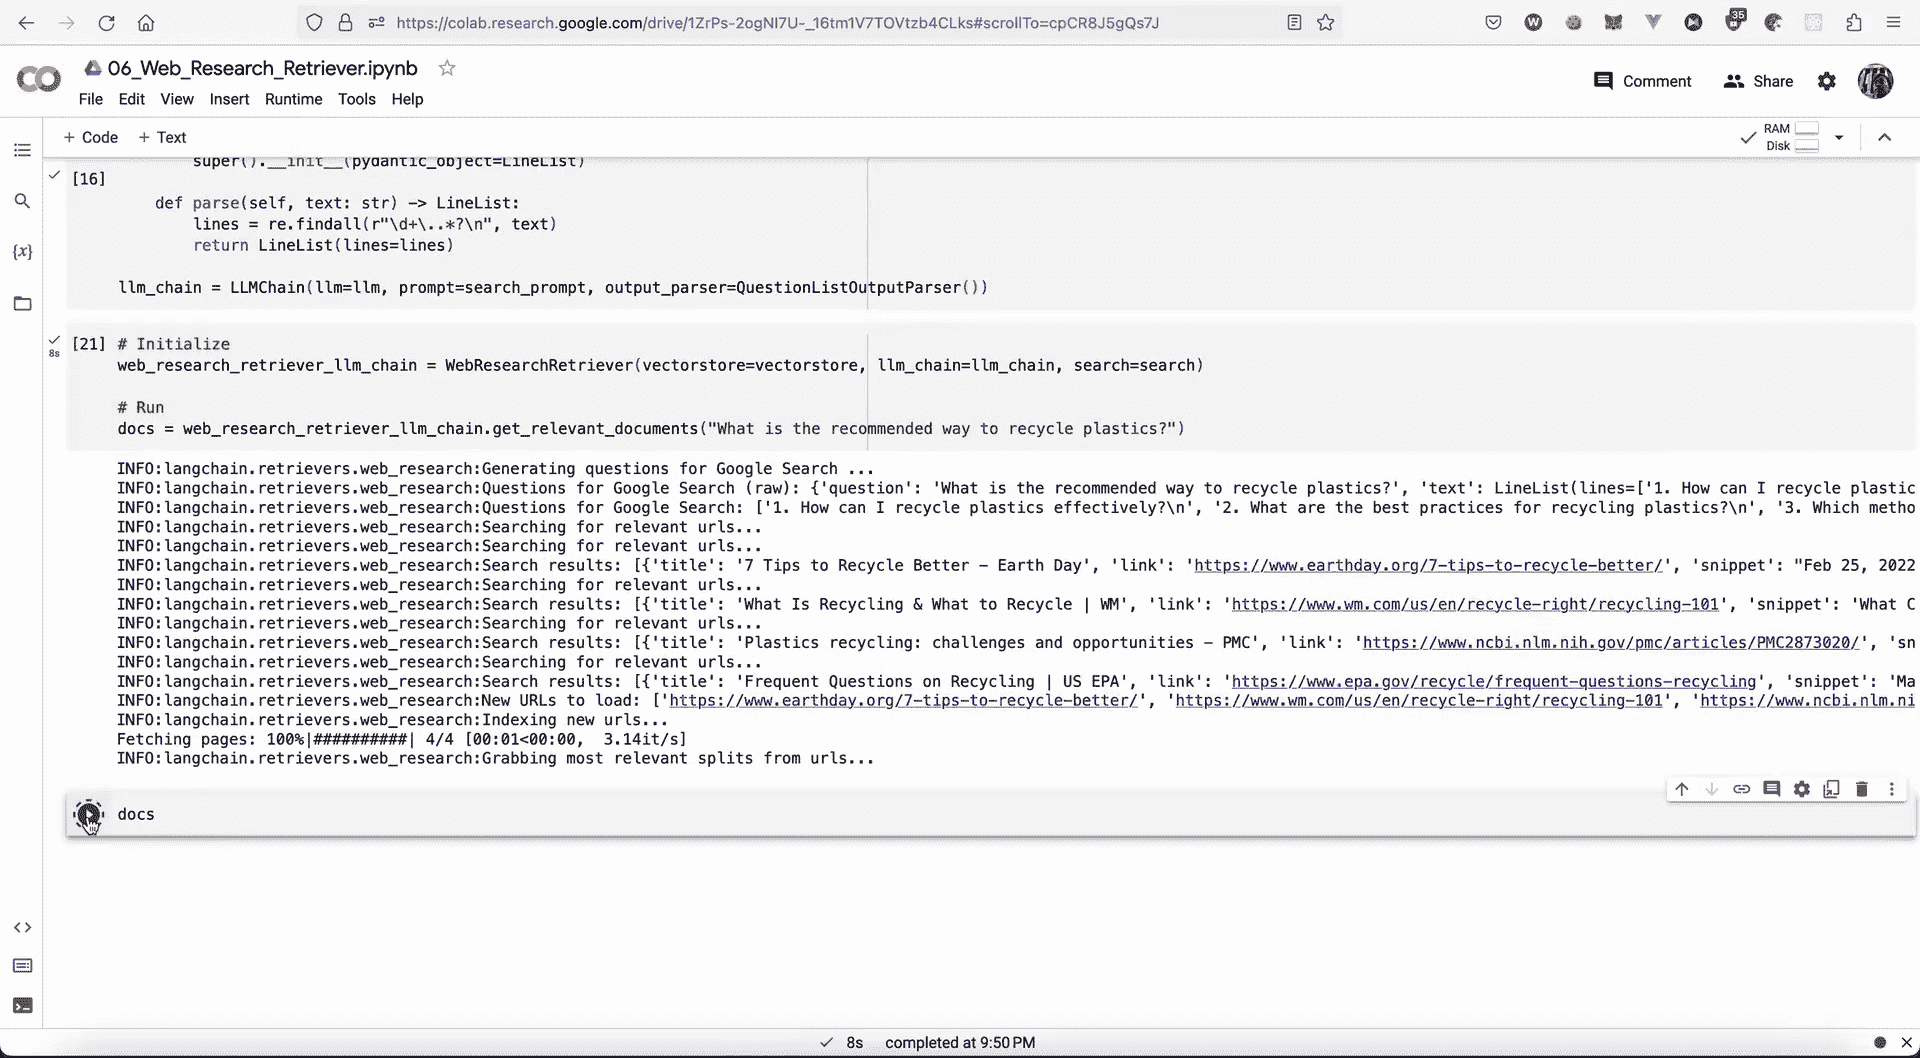 https://colab.research.google.com/drive/1ZrPs-2ogNI7U-_16tm1V7TOVtzb4CLks#scrollTo=cpCR8J5gQs7J
35
06_Web_Research_Retriever.ipynb
File Edit View Insert Runtime Tools Help
Comment Share
+ Code + Text
RAM
Disk
super().__init__(pydantic_object=LineList)
[16]
def parse(self, text: str) -> LineList:
lines = re.findall(r"\d+\..*?\n", text)
return LineList(lines=lines)
llm_chain = LLMChain(llm=llm, prompt=search_prompt, output_parser=QuestionListOutputParser())
[21] # Initialize
8s
web_research_retriever_llm_chain = WebResearchRetriever(vectorstore=vectorstore, llm_chain=llm_chain, search=search)
# Run
docs = web_research_retriever_llm_chain.get_relevant_documents("What is the recommended way to recycle plastics?")
INFO:langchain.retrievers.web_research:Generating questions for Google Search ...
INFO:langchain.retrievers.web_research:Questions for Google Search (raw): {'question': 'What is the recommended way to recycle plastics?', 'text': LineList(lines=['1. How can I recycle plastic
INFO:langchain.retrievers.web_research:Questions for Google Search: ['1. How can I recycle plastics effectively?\n', '2. What are the best practices for recycling plastics?\n', '3. Which metho
INFO:langchain.retrievers.web_research:Searching for relevant urls...
INFO:langchain.retrievers.web_research:Searching for relevant urls...
INFO:langchain.retrievers.web_research:Search results: [{'title': '7 Tips to Recycle Better – Earth Day', 'link': 'https://www.earthday.org/7-tips-to-recycle-better/', 'snippet': "Feb 25, 2022
INFO:langchain.retrievers.web_research:Searching for relevant urls...
INFO:langchain.retrievers.web_research:Search results: [{'title': 'What Is Recycling & What to Recycle | WM', 'link': 'https://www.wm.com/us/en/recycle-right/recycling-101', 'snippet': 'What C
INFO:langchain.retrievers.web_research:Searching for relevant urls...
INFO:langchain.retrievers.web_research:Search results: [{'title': 'Plastics recycling: challenges and opportunities – PMC', 'link': 'https://www.ncbi.nlm.nih.gov/pmc/articles/PMC2873020/', 'sn
INFO:langchain.retrievers.web_research:Searching for relevant urls...
INFO:langchain.retrievers.web_research:Search results: [{'title': 'Frequent Questions on Recycling | US EPA', 'link': 'https://www.epa.gov/recycle/frequent-questions-recycling', 'snippet': 'Ma
INFO:langchain.retrievers.web_research:New URLs to load: ['https://www.earthday.org/7-tips-to-recycle-better/', 'https://www.wm.com/us/en/recycle-right/recycling-101', 'https://www.ncbi.nlm.ni
INFO:langchain.retrievers.web_research:Indexing new urls...
Fetching pages: 100%|##########| 4/4 [00:01<00:00,  3.14it/s]
INFO:langchain.retrievers.web_research:Grabbing most relevant splits from urls...
docs
8s completed at 9:50 PM